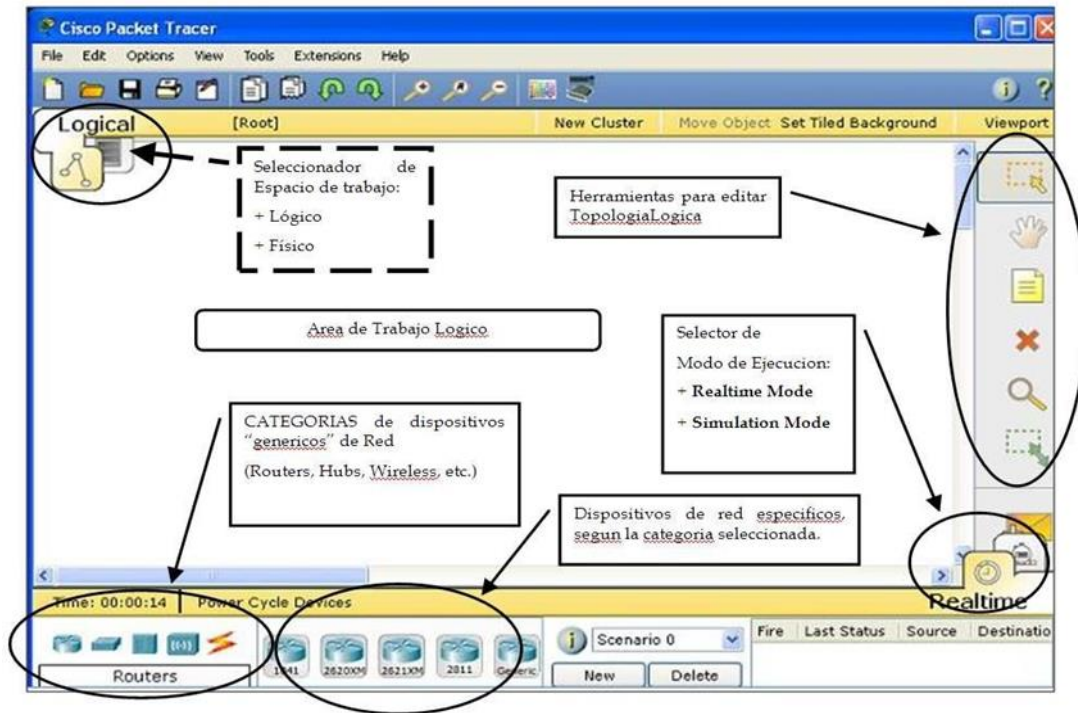 Cisco Packet Tracer
File Edit Options View Tools Extensions Help
Logical
[Root]
New Cluster
Move Object
Set Tiled Background
Viewport
Seleccionador de
Espacio de trabajo:
+ Lógico
+ Físico
Herramientas para editar
TopologiaLogica
Area de Trabajo Logico
Selector de
Modo de Ejecucion:
+ Realtime Mode
+ Simulation Mode
CATEGORIAS de dispositivos
“genericos” de Red
(Routers, Hubs, Wireless, etc.)
Dispositivos de red especificos,
segun la categoria seleccionada.
Time: 00:00:14
Power Cycle Devices
Realtime
Routers
1841
2620XM
2621XM
2811
Generic
Scenario 0
New
Delete
Fire
Last Status
Source
Destinatio